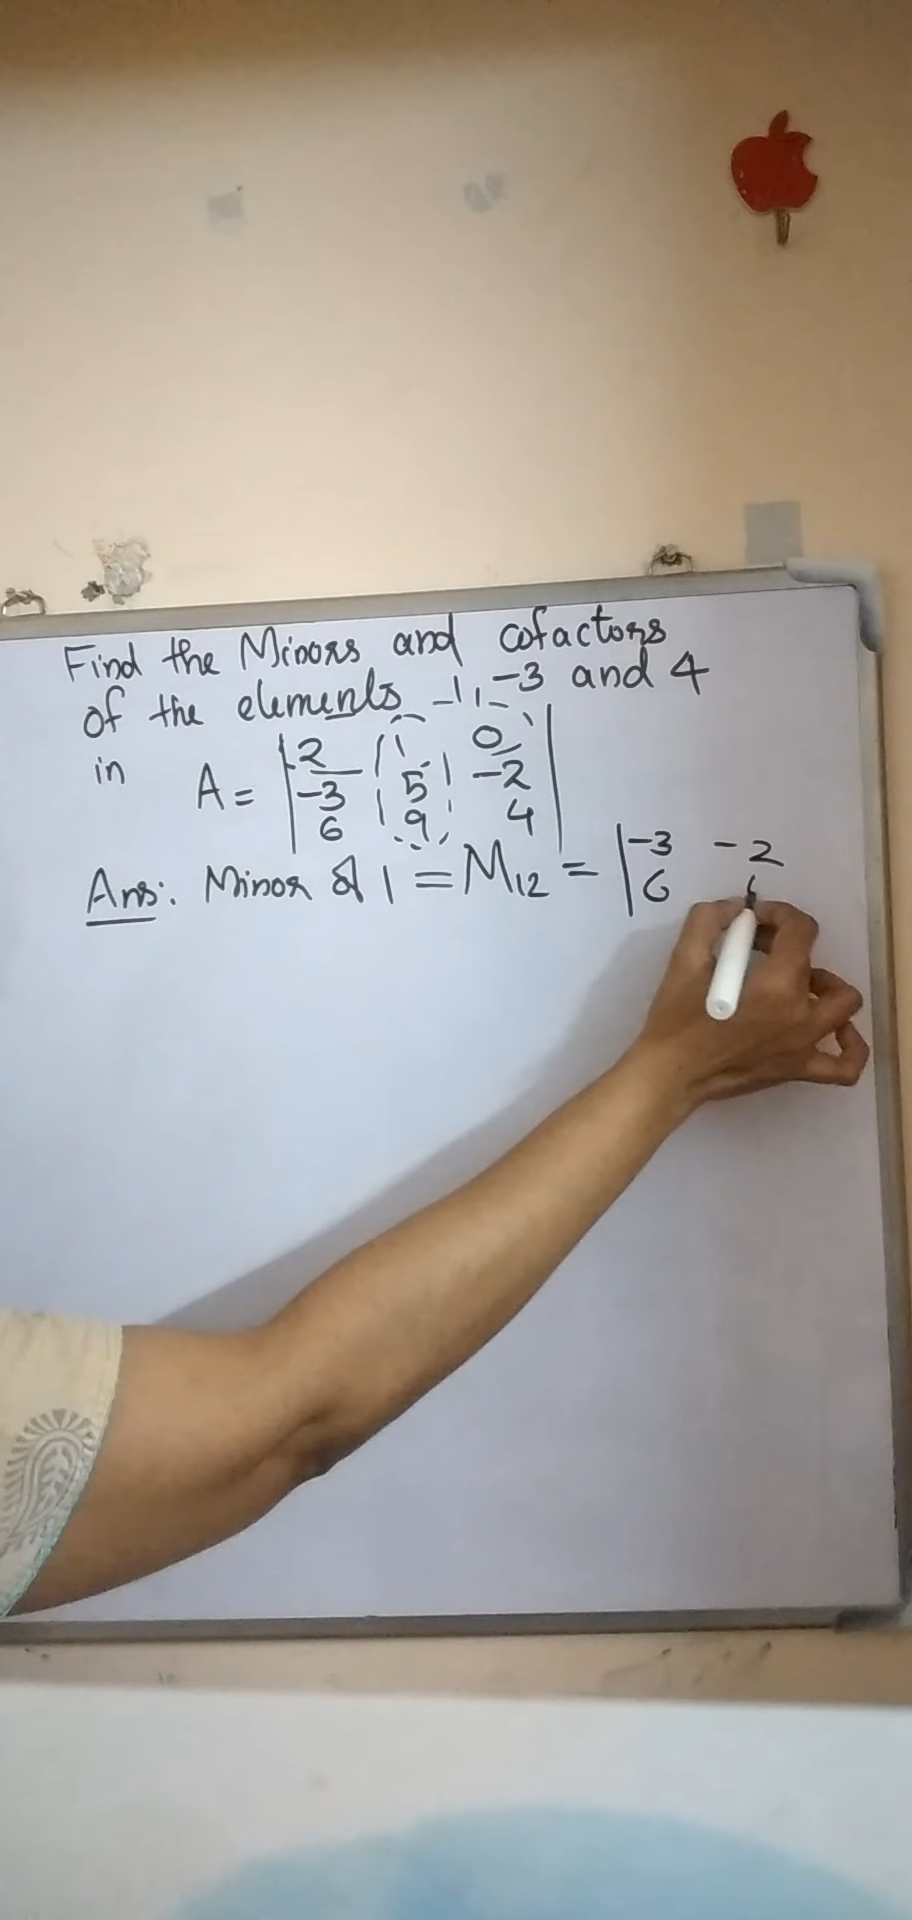 Find the Minors and cofactors
of the elements 1, -3 and 4
in A = | 2 1 0 |
| -3 5 -2 |
| 6 9 4 |
Ans: Minor of 1 = M12 = | -3 -2
| 6